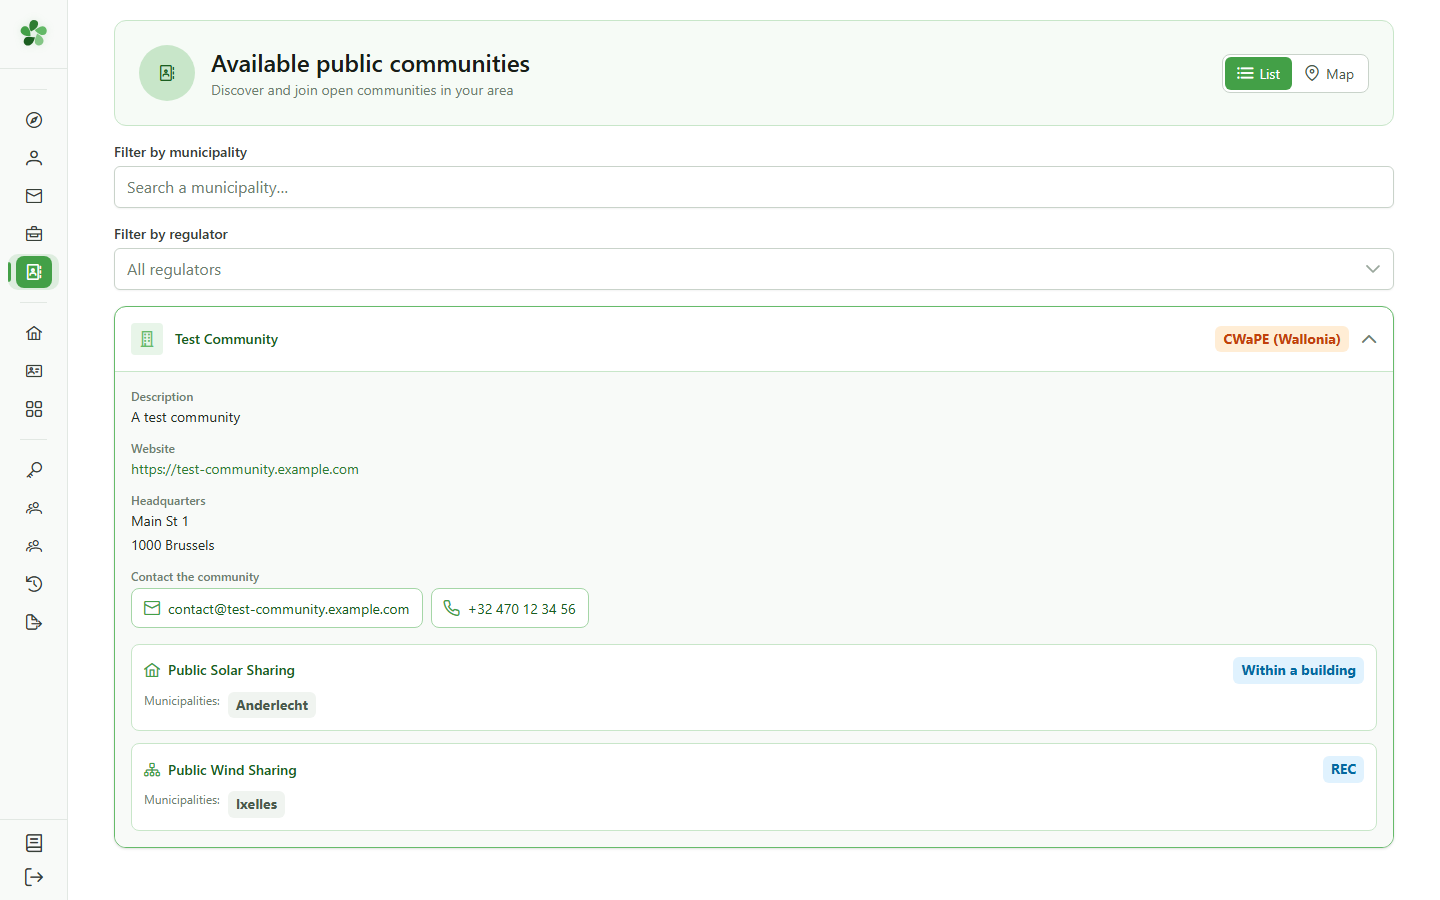 Available public communities
Discover and join open communities in your area
List
Map
Filter by municipality
Search a municipality...
Filter by regulator
All regulators
Test Community
CWaPE (Wallonia)
Description
A test community
Website
https://test-community.example.com
Headquarters
Main St 1
1000 Brussels
Contact the community
contact@test-community.example.com
+32 470 12 34 56
Public Solar Sharing
Within a building
Municipalities:
Anderlecht
Public Wind Sharing
REC
Municipalities:
Ixelles